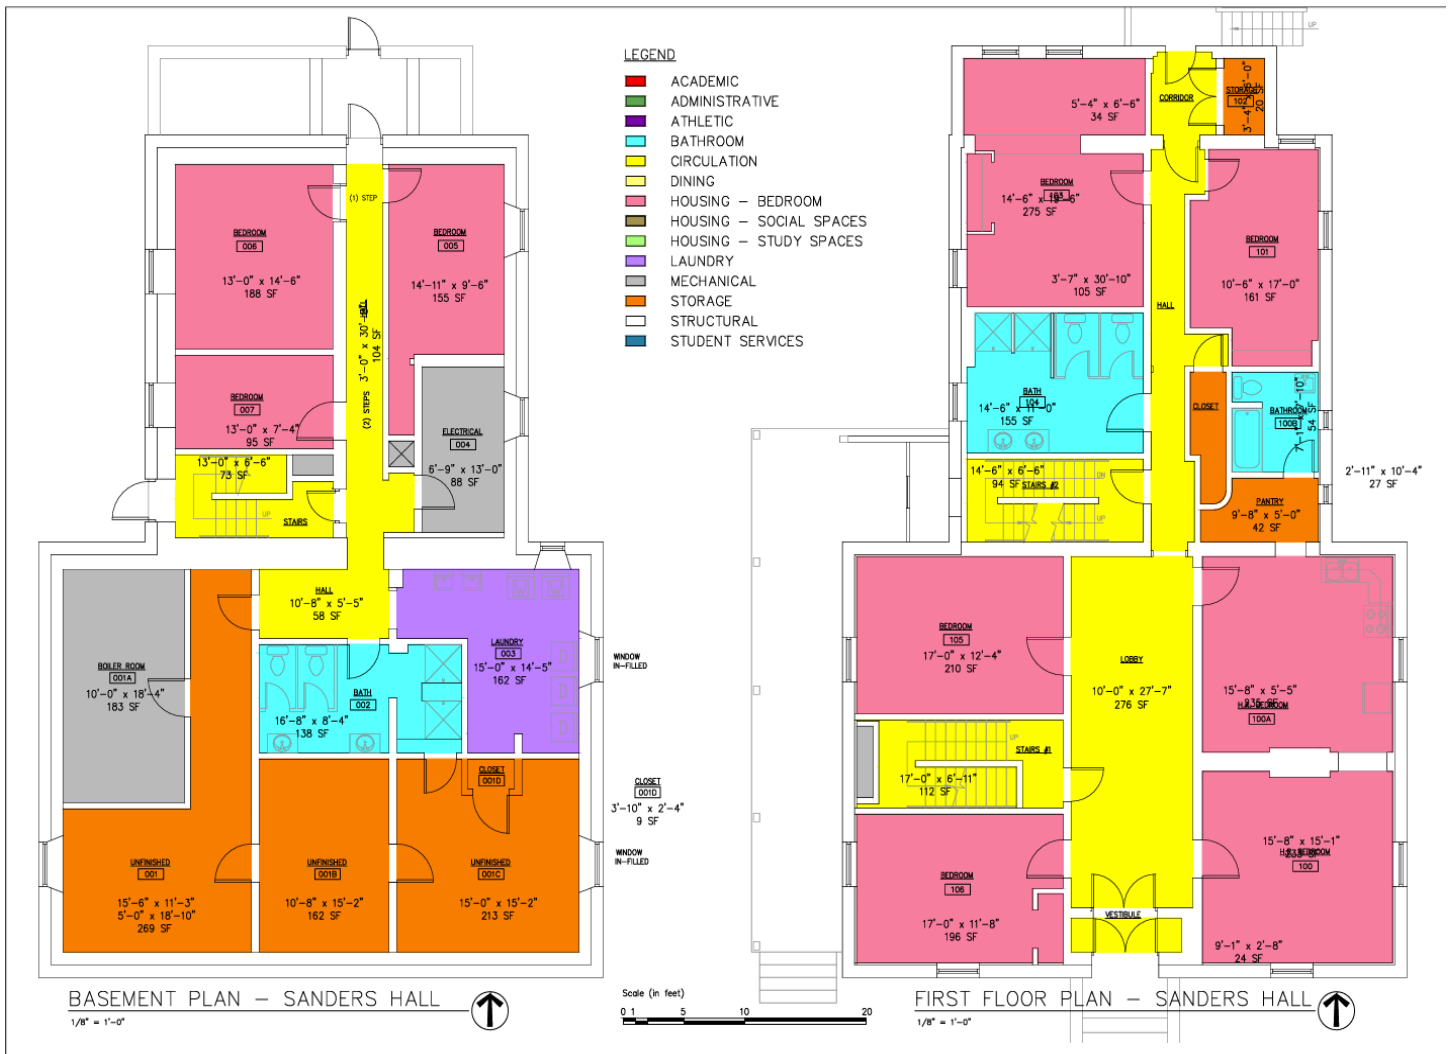 LEGEND
ACADEMIC
ADMINISTRATIVE
ATHLETIC
BATHROOM
CIRCULATION
DINING
HOUSING – BEDROOM
HOUSING – SOCIAL SPACES
HOUSING – STUDY SPACES
LAUNDRY
MECHANICAL
STORAGE
STRUCTURAL
STUDENT SERVICES
(1) STEP
BEDROOM
006
13'-0" x 14'-6"
188 SF
BEDROOM
005
14'-11" x 9'-6"
155 SF
104 SF
(2) STEPS
BEDROOM
007
13'-0" x 7'-4"
95 SF
ELECTRICAL
004
6'-9" x 13'-0"
88 SF
13'-0" x 6'-6"
73 SF
UP
STAIRS
HALL
10'-8" x 5'-5"
58 SF
BOILER ROOM
001A
10'-0" x 18'-4"
183 SF
LAUNDRY
003
15'-0" x 14'-5"
162 SF
WINDOW
IN-FILLED
BATH
002
16'-8" x 8'-4"
138 SF
CLOSET
001D
CLOSET
001D
3'-10" x 2'-4"
9 SF
WINDOW
IN-FILLED
UNFINISHED
001
15'-6" x 11'-3"
5'-0" x 18'-10"
269 SF
UNFINISHED
001B
10'-8" x 15'-2"
162 SF
UNFINISHED
001C
15'-0" x 15'-2"
213 SF
BASEMENT PLAN – SANDERS HALL
1/8" = 1'-0"
Scale (in feet)
0 1 5 10 20
UP
5'-4" x 6'-6"
34 SF
CORRIDOR
STORAGE
102
20 SF
BEDROOM
103
275 SF
3'-7" x 30'-10"
105 SF
HALL
BEDROOM
101
10'-6" x 17'-0"
161 SF
BATH
104
14'-6" x 11'-0"
155 SF
CLOSET
BATHROOM
100B
54 SF
2'-11" x 10'-4"
27 SF
14'-6" x 6'-6"
94 SF
STAIRS #2
DN
UP
PANTRY
9'-8" x 5'-0"
42 SF
BEDROOM
105
17'-0" x 12'-4"
210 SF
LOBBY
10'-0" x 27'-7"
276 SF
15'-8" x 5'-5"
BEDROOM
100A
UP
STAIRS #1
17'-0" x 6'-11"
112 SF
15'-8" x 15'-1"
BEDROOM
100
BEDROOM
106
17'-0" x 11'-8"
196 SF
VESTIBULE
9'-1" x 2'-8"
24 SF
FIRST FLOOR PLAN – SANDERS HALL
1/8" = 1'-0"